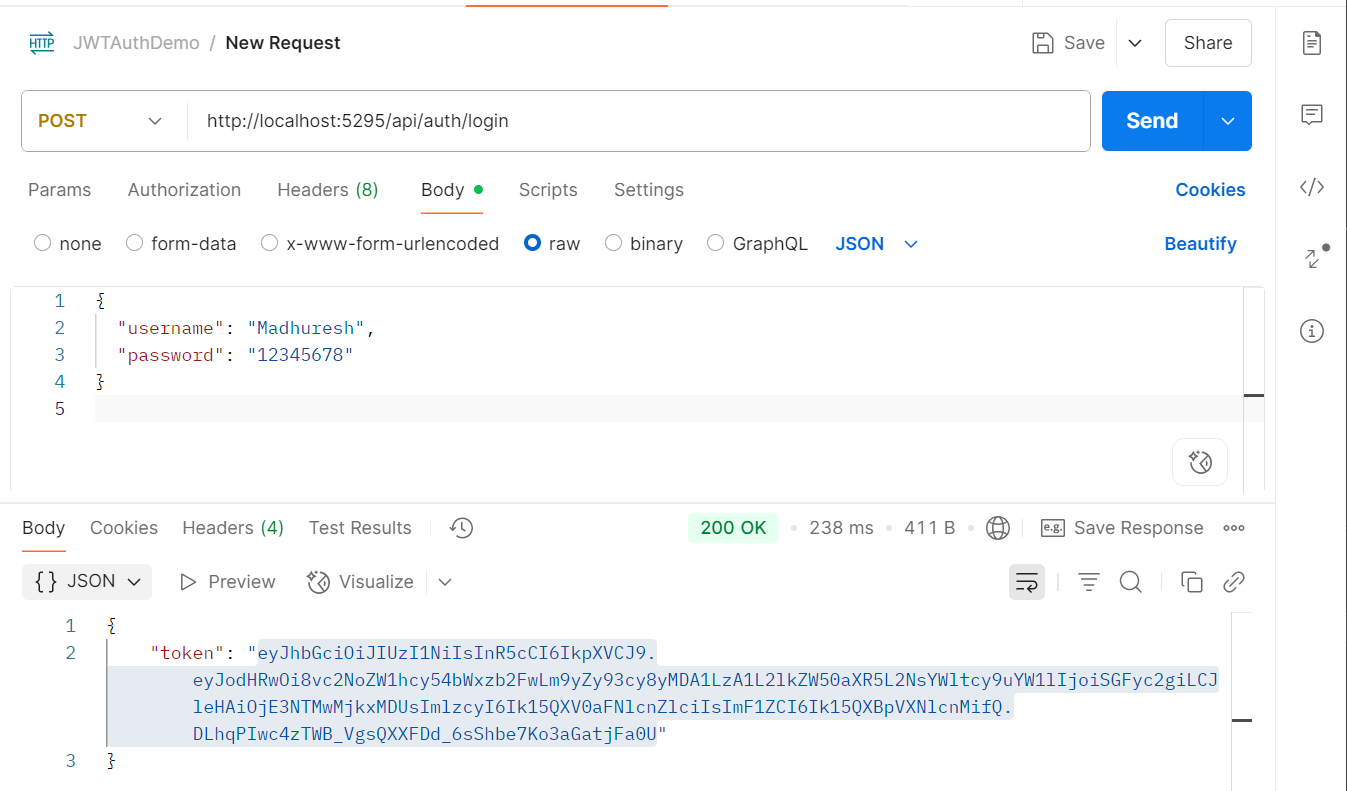 HTTP JWTAuthDemo / New Request Save Share
POST http://localhost:5295/api/auth/login Send
Params Authorization Headers (8) Body Scripts Settings Cookies
none form-data x-www-form-urlencoded raw binary GraphQL JSON Beautify
1 {
2 "username": "Madhuresh",
3 "password": "12345678"
4 }
5
Body Cookies Headers (4) Test Results 200 OK 238 ms 411 B e.g. Save Response
{} JSON Preview Visualize
1 {
2 "token": "eyJhbGciOiJIUzI1NiIsInR5cCI6IkpXVCJ9.
eyJodHRwOi8vc2NoZW1hcy54bWxzb2FwLm9yZy93cy8yMDA1LzA1L2lkZW50aXR5L2NsYWltcy9uYW1lIjoiSGFyc2giLCJ
leHAiOjE3NTMwMjkxMDUsImlzcyI6Ik15QXV0aFNlcnZlciIsImF1ZCI6Ik15QXBpVXNlcnMifQ.
DLhqPIwc4zTWB_VgsQXXFDd_6sShbe7Ko3aGatjFa0U"
3 }